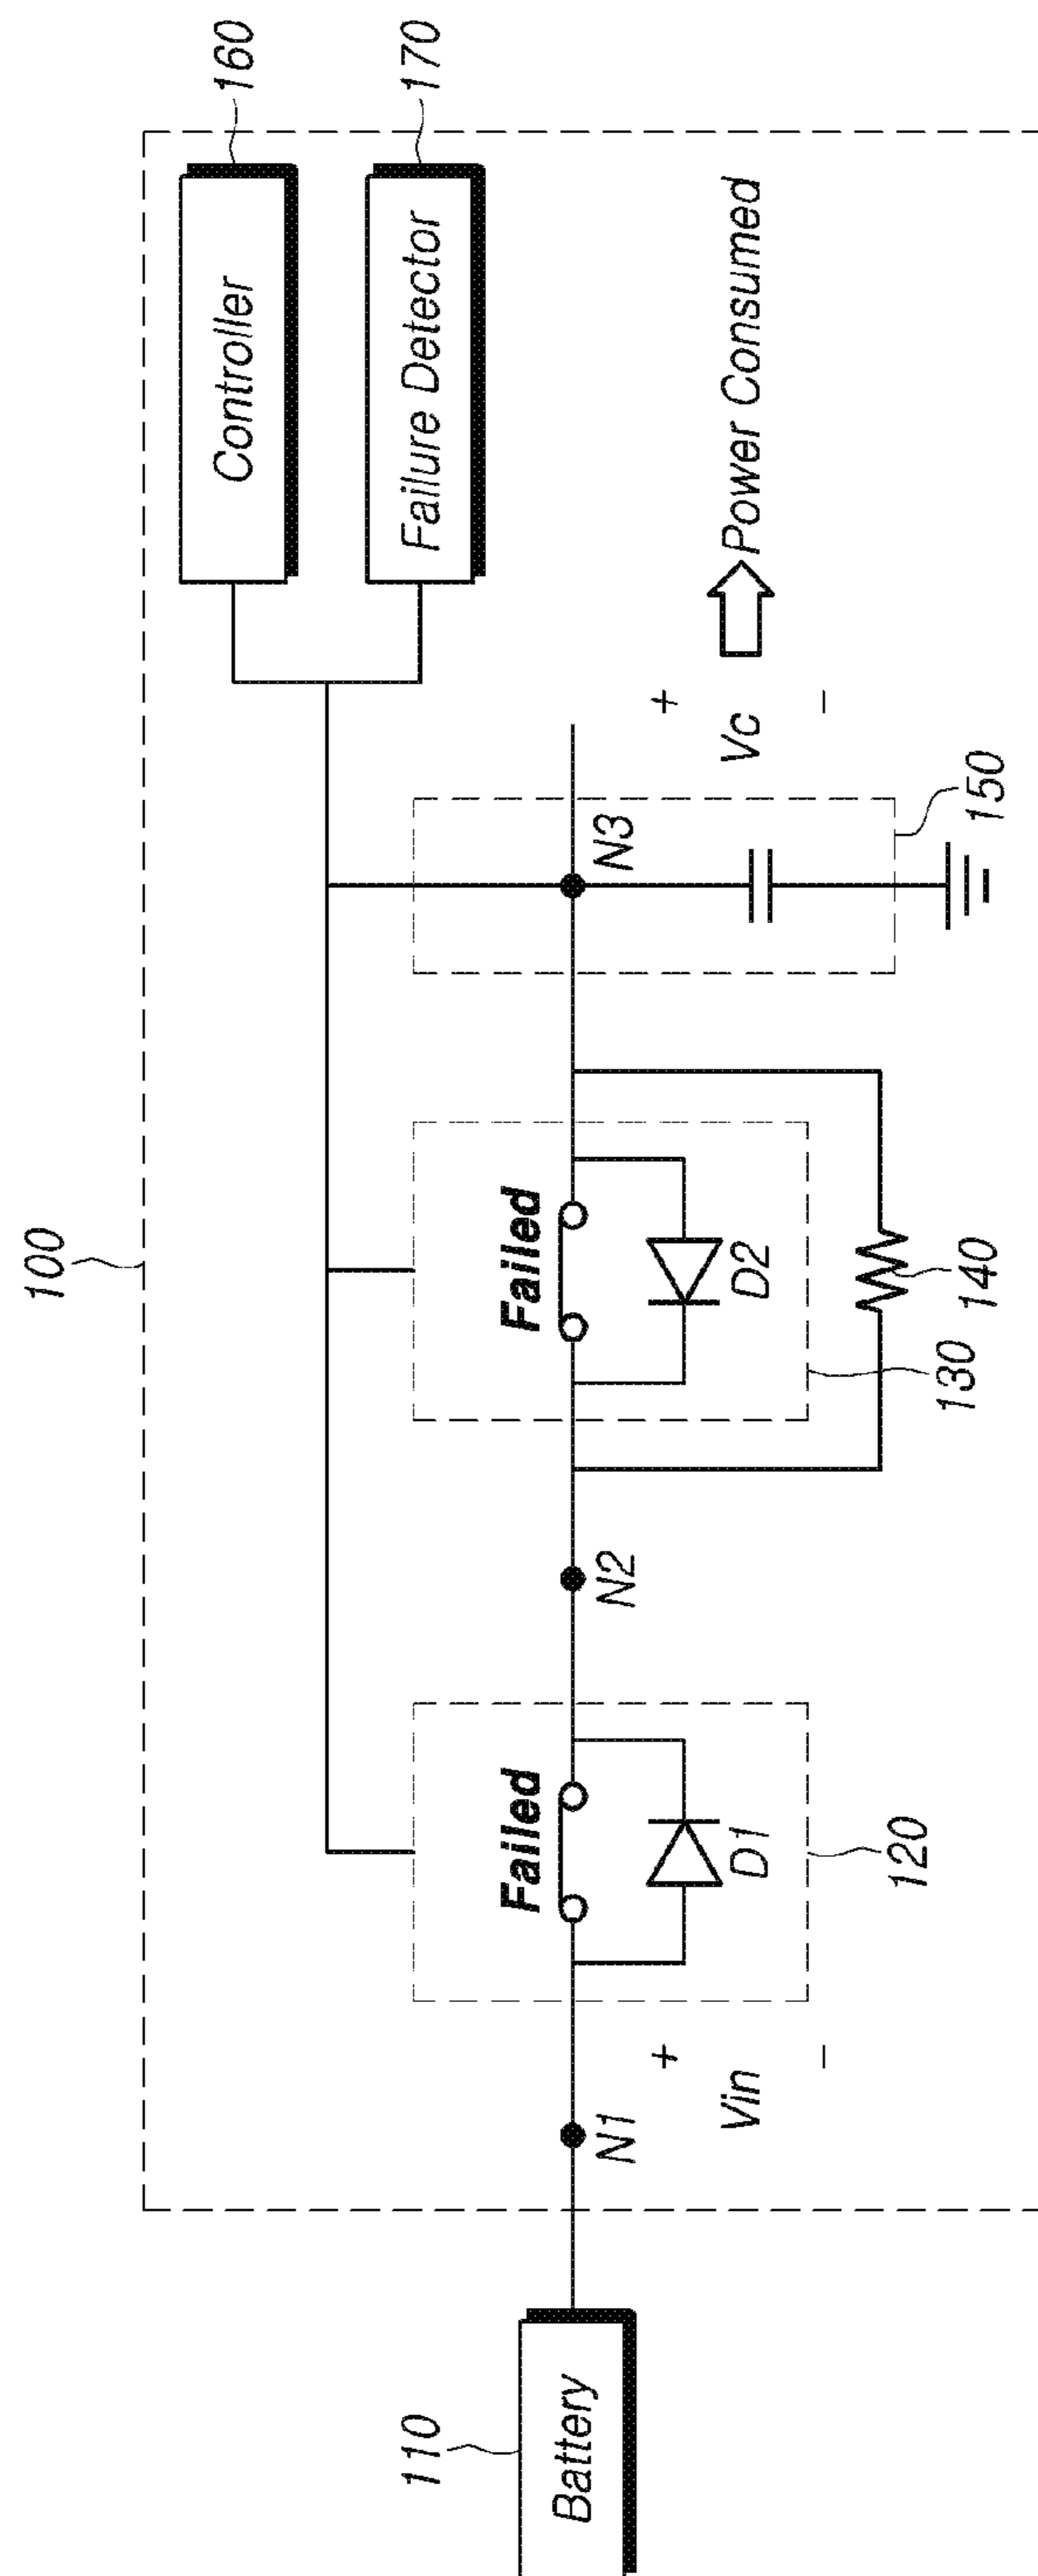 100
160
Controller
170
Failure Detector
Failed
Failed
110
Battery
N1
N2
N3
+
Vin
−
D1
120
D2
130
140
+
Vc
−
Power Consumed
150